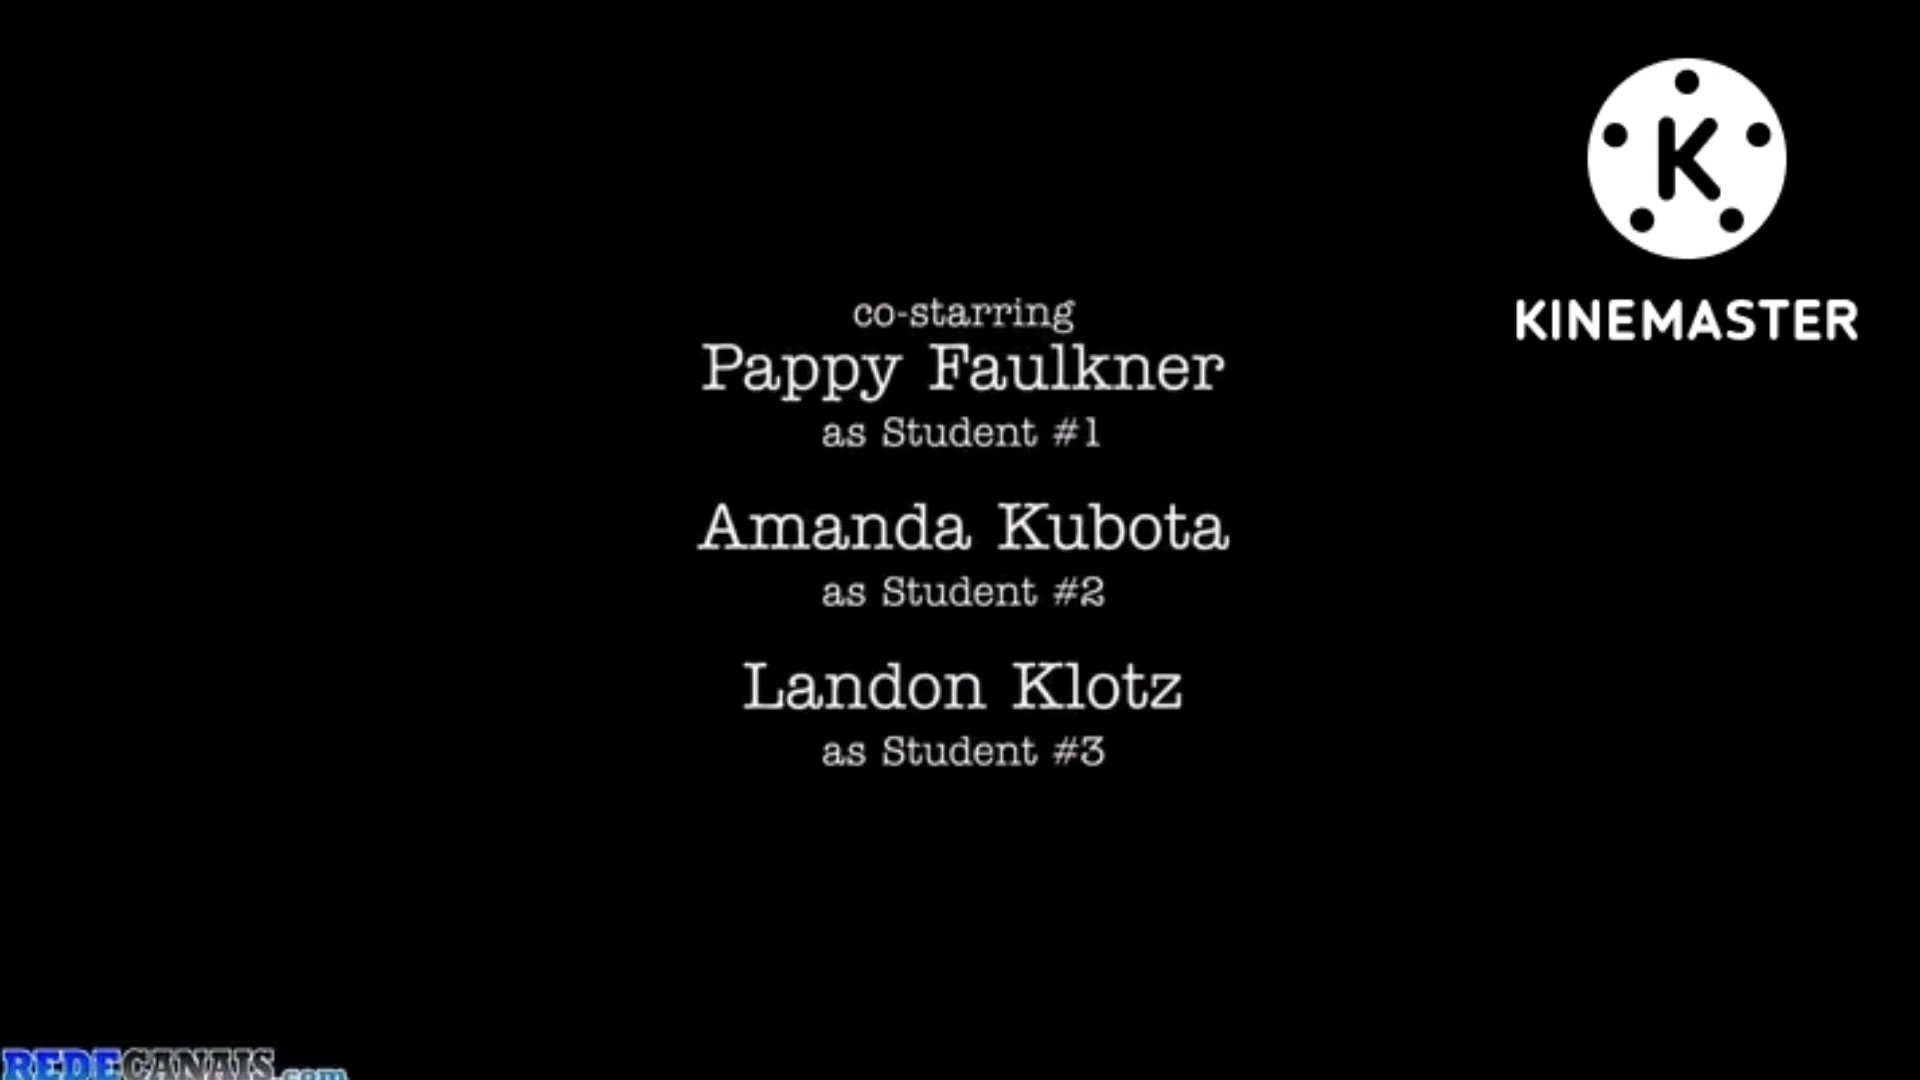 K
KINEMASTER
co-starring
Pappy Faulkner
as Student #1
Amanda Kubota
as Student #2
Landon Klotz
as Student #3
REDECANAIS.com